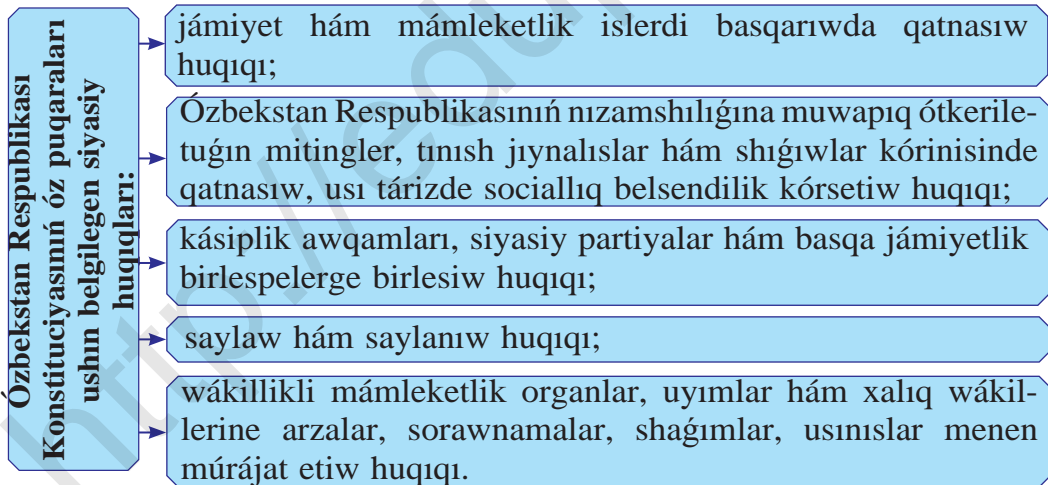 Ózbekstan Respublikası
Konstituciyasınıń óz puqaraları
ushın belgilegen siyasiy
huqıqları:
jámiyet hám mámleketlik islerdi basqarıwda qatnasıw
huqıqı;
Ózbekstan Respublikasınıń nızamshılıǵına muwapıq ótkerile-
tuǵın mitingler, tınısh jıynalıslar hám shıǵıwlar kórinisinde
qatnasıw, usı tárizde sociallıq belsendilik kórsetiw huqıqı;
kásiplik awqamları, siyasiy partiyalar hám basqa jámiyetlik
birlespelerge birlesiw huqıqı;
saylaw hám saylanıw huqıqı;
wákillikli mámleketlik organlar, uyımlar hám xalıq wákil-
lerine arzalar, sorawnamalar, shaǵımlar, usınıslar menen
múrájat etiw huqıqı.
http://edup